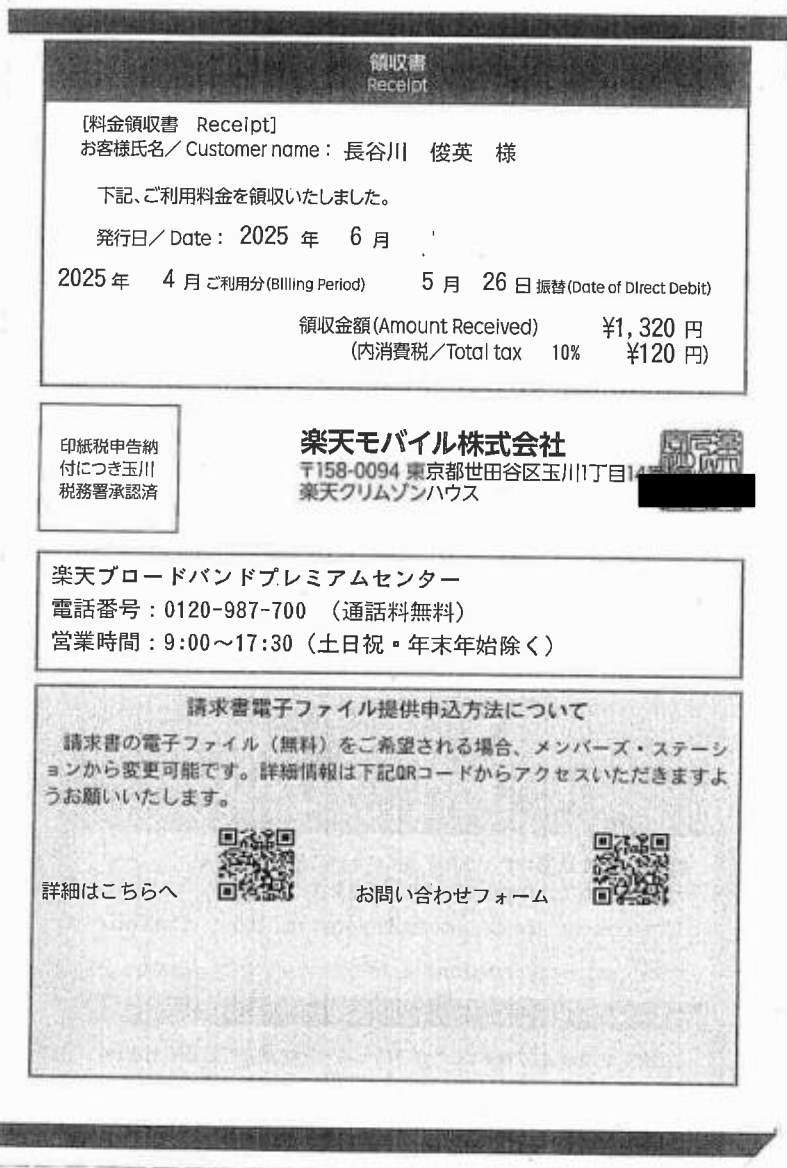 領収書
Receipt
[料金領収書　Receipt]
お客様氏名／Customer name： 長谷川　俊英　様
下記、ご利用料金を領収いたしました。
発行日／Date： 2025 年　6 月
2025 年　4 月 ご利用分(Billing Period)　5 月　26 日 振替(Date of Direct Debit)
領収金額(Amount Received)　¥1,320 円
(内消費税／Total tax　10%　¥120 円)
印紙税申告納
付につき玉川
税務署承認済
楽天モバイル株式会社
〒158-0094 東京都世田谷区玉川1丁目14
楽天クリムゾンハウス
楽天ブロードバンドプレミアムセンター
電話番号：0120-987-700　（通話料無料）
営業時間：9:00～17:30（土日祝・年末年始除く）
請求書電子ファイル提供申込方法について
請求書の電子ファイル（無料）をご希望される場合、メンバーズ・ステーシ
ョンから変更可能です。詳細情報は下記QRコードからアクセスいただきますよ
うお願いいたします。
詳細はこちらへ　お問い合わせフォーム